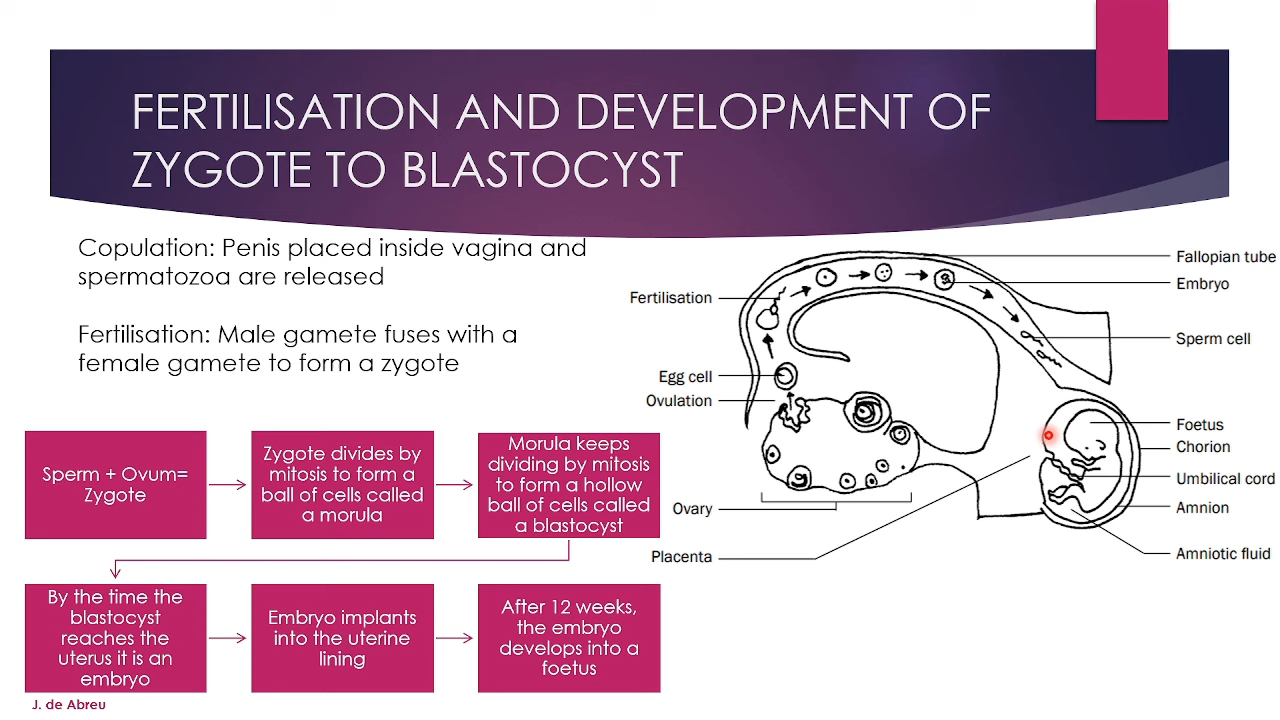 FERTILISATION AND DEVELOPMENT OF
ZYGOTE TO BLASTOCYST
Copulation: Penis placed inside vagina and
spermatozoa are released
Fertilisation: Male gamete fuses with a
female gamete to form a zygote
Sperm + Ovum=
Zygote
Zygote divides by
mitosis to form a
ball of cells called
a morula
Morula keeps
dividing by mitosis
to form a hollow
ball of cells called
a blastocyst
By the time the
blastocyst
reaches the
uterus it is an
embryo
Embryo implants
into the uterine
lining
After 12 weeks,
the embryo
develops into a
foetus
Fertilisation
Egg cell
Ovulation
Ovary
Placenta
Fallopian tube
Embryo
Sperm cell
Foetus
Chorion
Umbilical cord
Amnion
Amniotic fluid
J. de Abreu